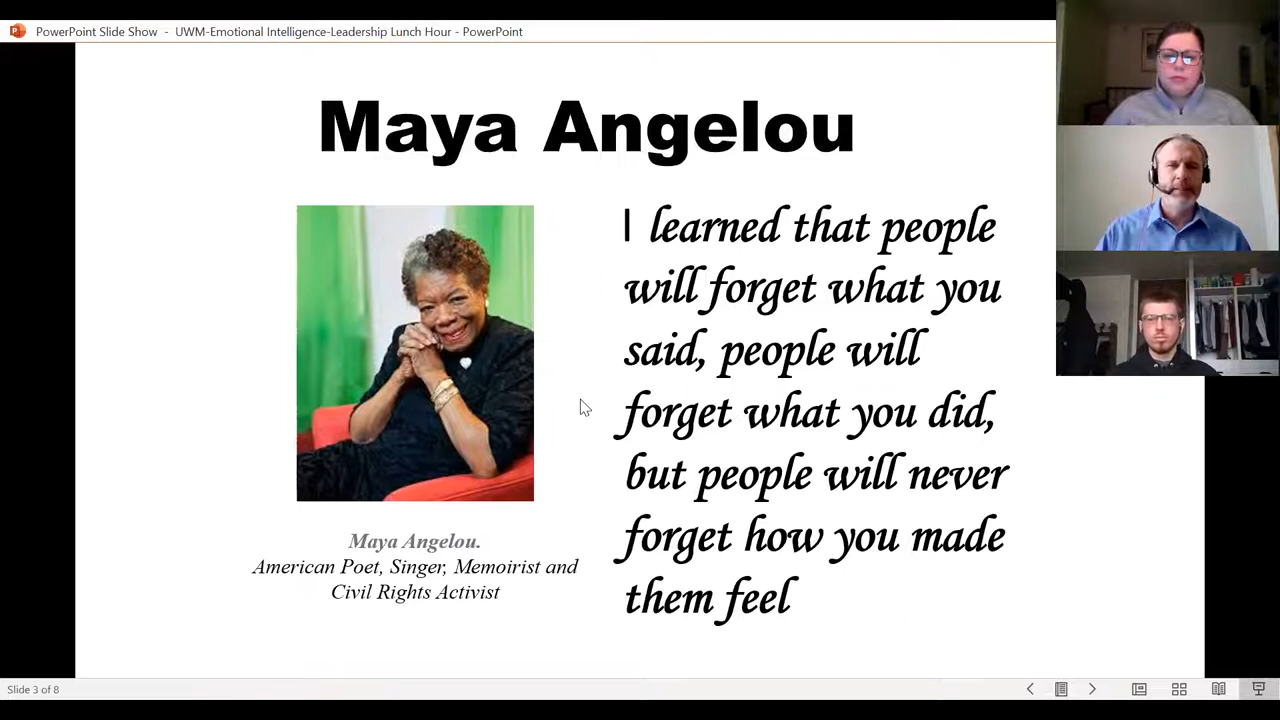 PowerPoint Slide Show - UWM-Emotional Intelligence-Leadership Lunch Hour - PowerPoint
Maya Angelou
I learned that people
will forget what you
said, people will
forget what you did,
but people will never
forget how you made
them feel
Maya Angelou.
American Poet, Singer, Memoirist and
Civil Rights Activist
Slide 3 of 8